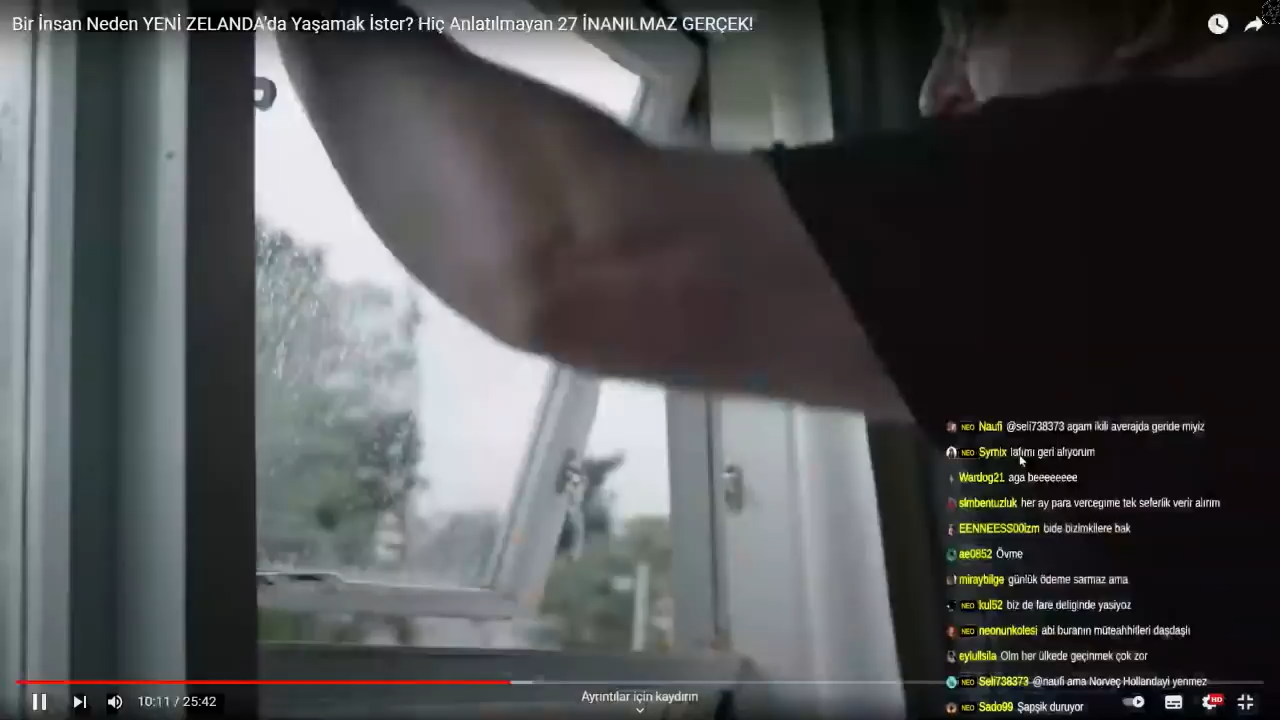 Bir İnsan Neden YENİ ZELANDA'da Yaşamak İster? Hiç Anlatılmayan 27 İNANILMAZ GERÇEK!
NEO Naufi @seli738373 agam ikili averajda geride miyiz
NEO Symix lafımı geri alıyorum
Wardog21 aga beeeeeeee
slmbentuzluk her ay para vercegıme tek seferlik verir alırım
EENNEESS00izm bide bizimkilere bak
ae0852 Övme
miraybilge günlük ödeme sarmaz ama
NEO kul52 biz de fare deliginde yasiyoz
NEO neonunkolesi abi buranın müteahhitleri daşdaşlı
eylullsila Olm her ülkede geçinmek çok zor
NEO Seli738373 @naufi ama Norveç Hollandayi yenmez
NEO Sado99 Şapşik duruyor
10:11 / 25:42
Ayrıntılar için kaydırın
HD